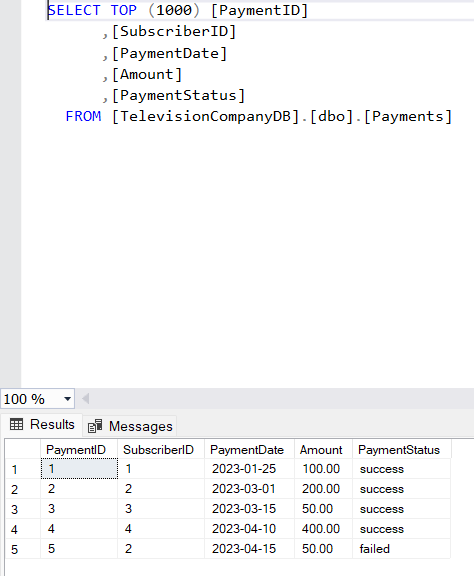 SELECT TOP (1000) [PaymentID]
,[SubscriberID]
,[PaymentDate]
,[Amount]
,[PaymentStatus]
FROM [TelevisionCompanyDB].[dbo].[Payments]
100 %
Results Messages
PaymentID SubscriberID PaymentDate Amount PaymentStatus
1 1 1 2023-01-25 100.00 success
2 2 2 2023-03-01 200.00 success
3 3 3 2023-03-15 50.00 success
4 4 4 2023-04-10 400.00 success
5 5 2 2023-04-15 50.00 failed